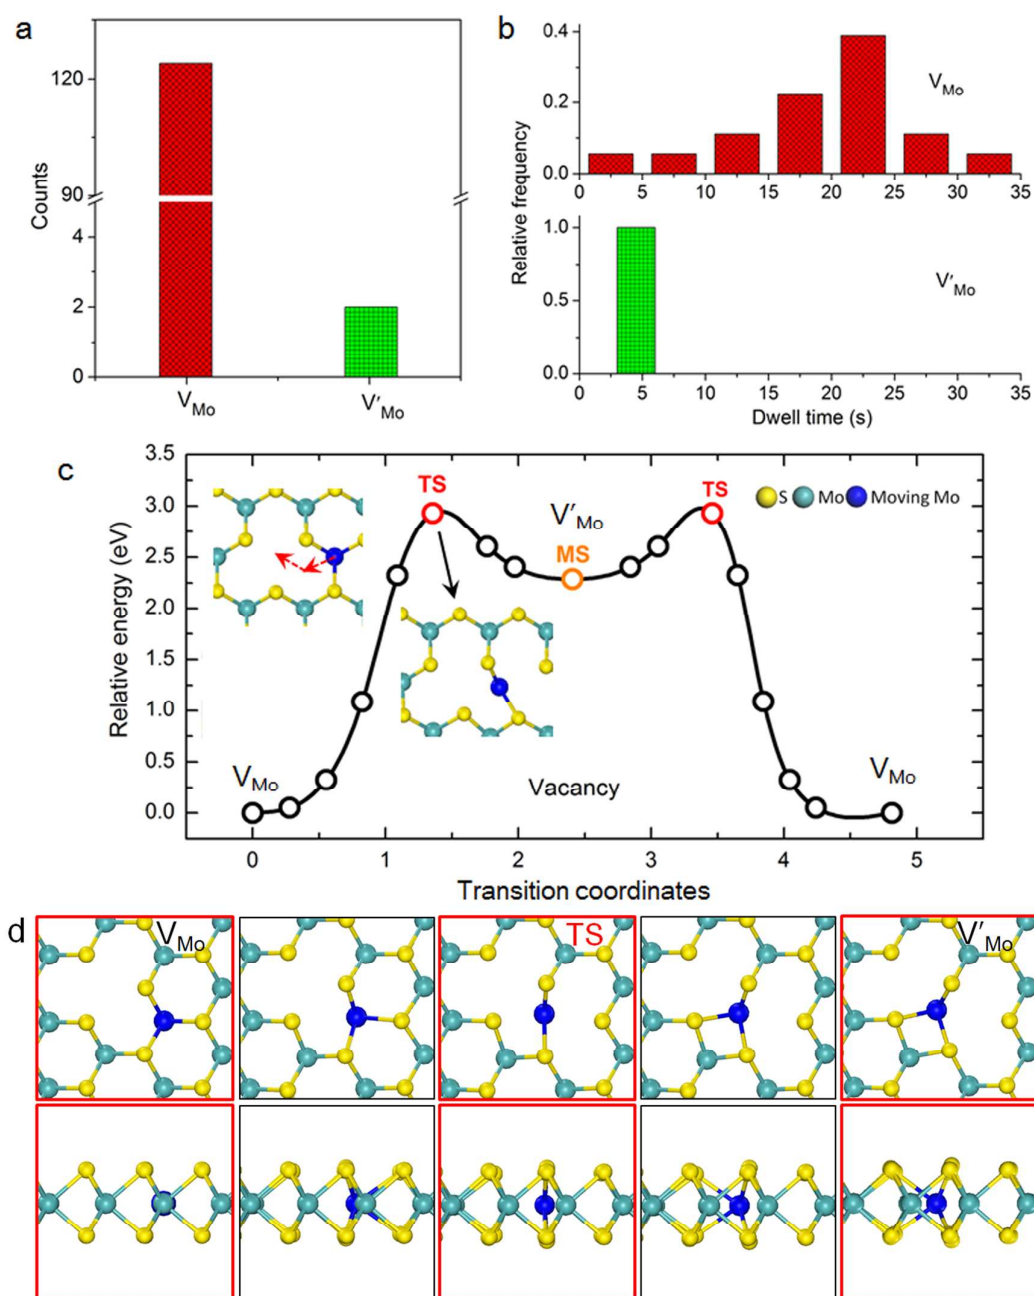 a
120
90
4
2
0
Counts
V_Mo
V′_Mo
b
0.4
0.2
0.0
V_Mo
0 5 10 15 20 25 30 35
Relative frequency
1.0
0.5
0.0
V′_Mo
0 5 10 15 20 25 30 35
Dwell time (s)
c
3.5
3.0
2.5
2.0
1.5
1.0
0.5
0.0
Relative energy (eV)
TS
TS
S Mo Moving Mo
V′_Mo
MS
V_Mo
V_Mo
Vacancy
0 1 2 3 4 5
Transition coordinates
d
V_Mo
TS
V′_Mo